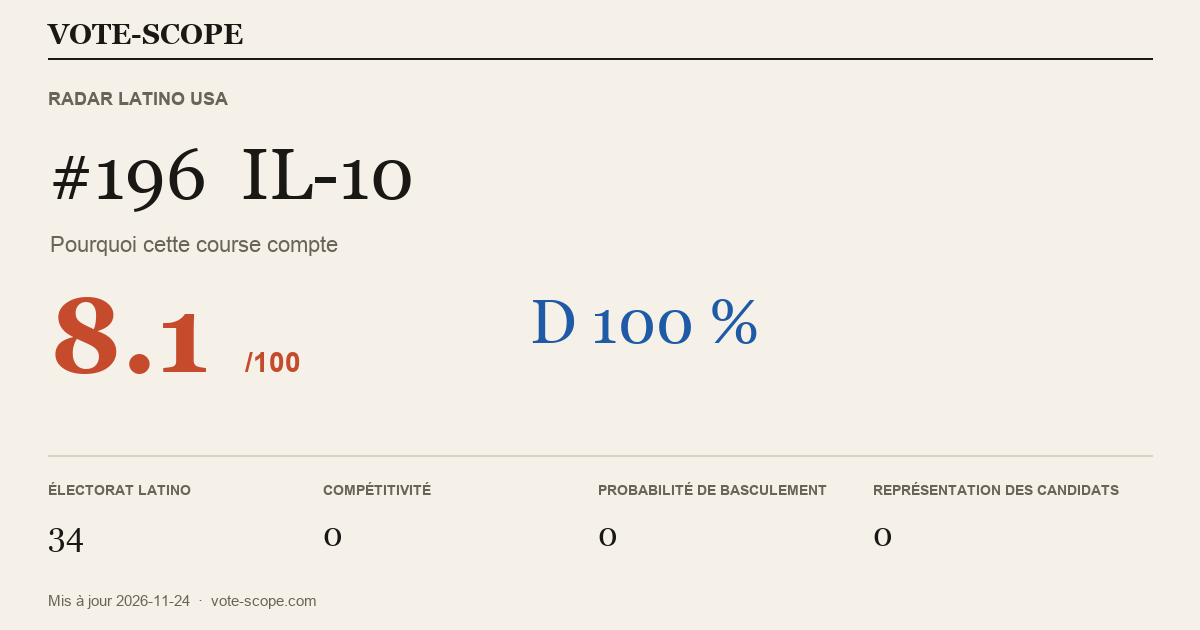 VOTE-SCOPE
RADAR LATINO USA
#196 IL-10
Pourquoi cette course compte
8.1 /100 D 100 %
ÉLECTORAT LATINO COMPÉTITIVITÉ PROBABILITÉ DE BASCULEMENT REPRÉSENTATION DES CANDIDATS
34 0 0 0
Mis à jour 2026-11-24 · vote-scope.com